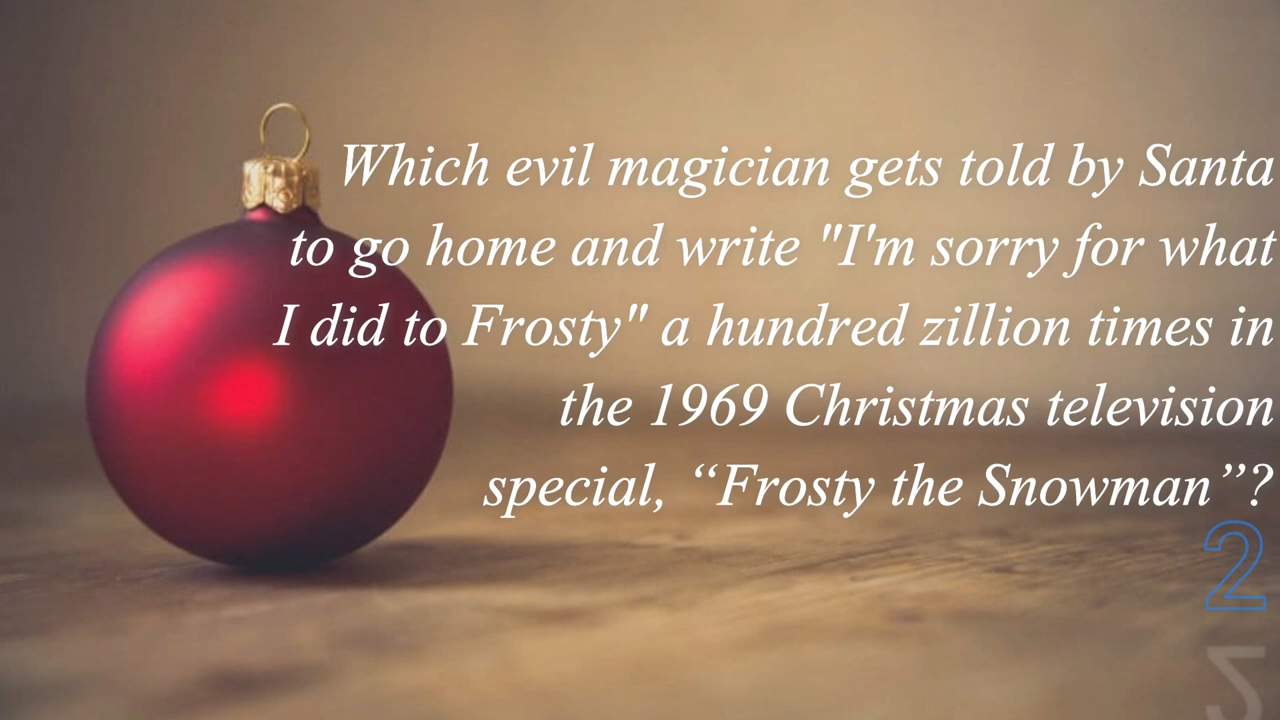 Which evil magician gets told by Santa
to go home and write "I'm sorry for what
I did to Frosty" a hundred zillion times in
the 1969 Christmas television
special, “Frosty the Snowman”?
2